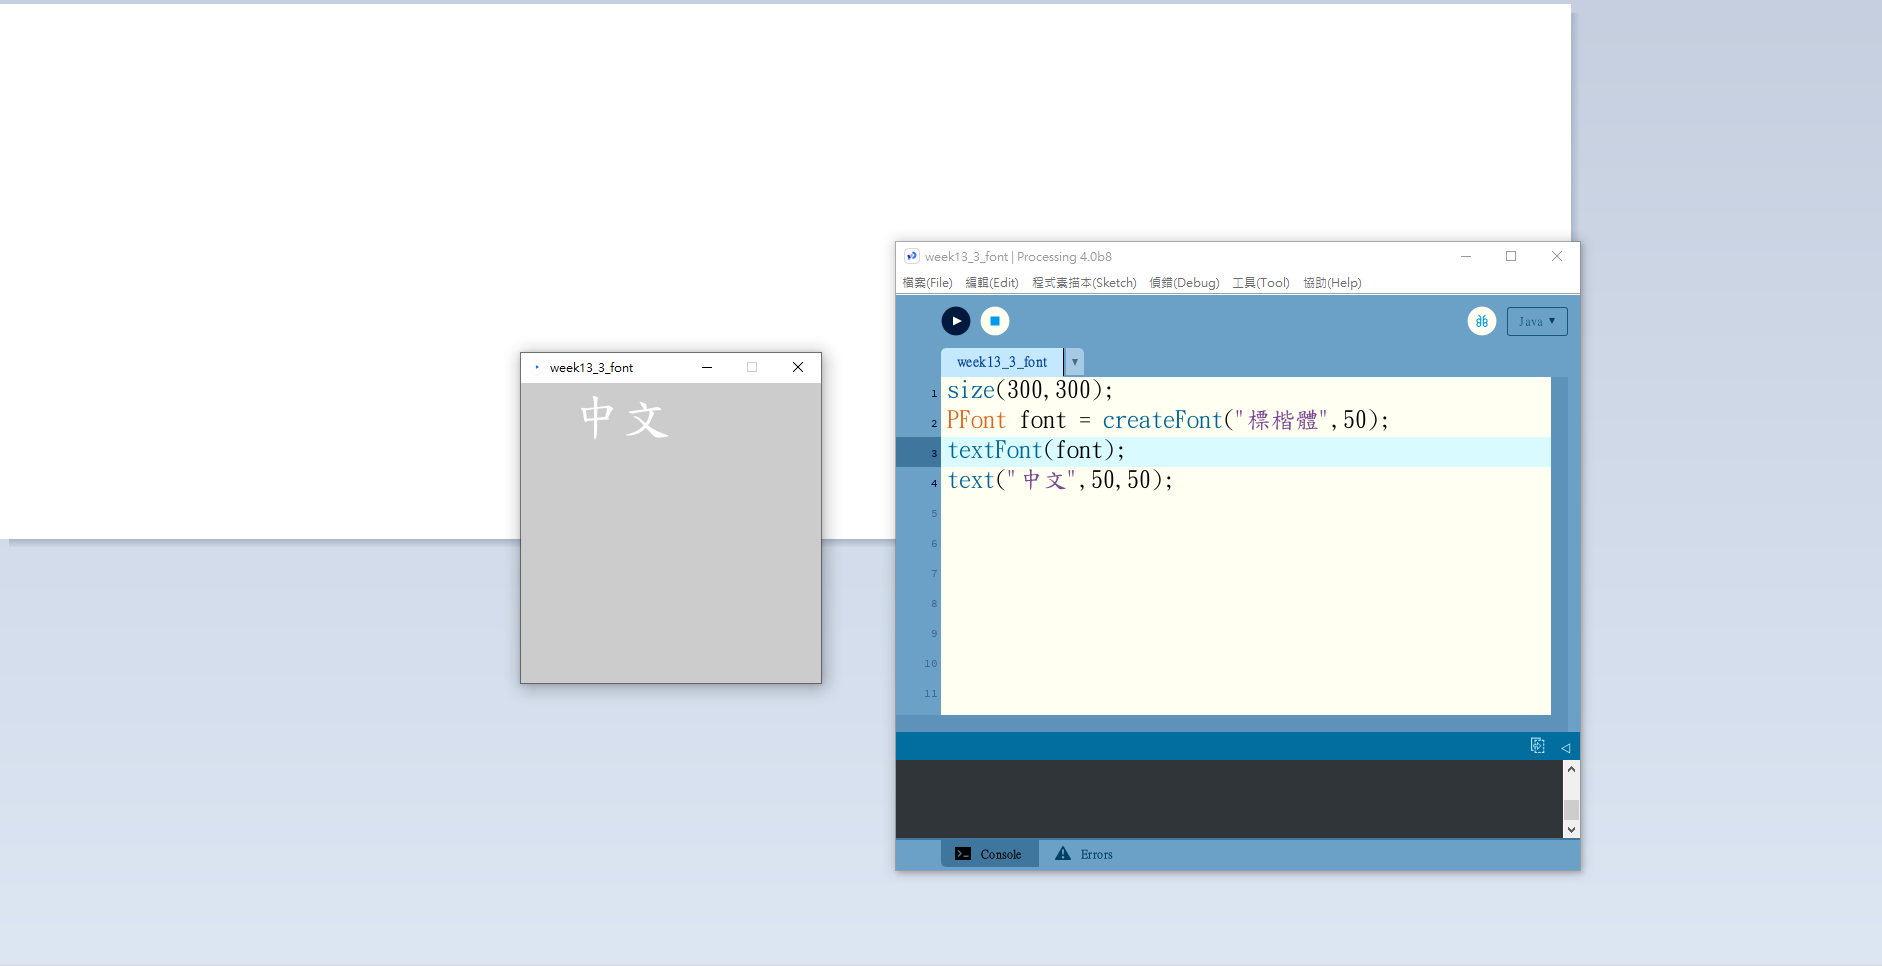 week13_3_font | Processing 4.0b8
檔案(File) 編輯(Edit) 程式素描本(Sketch) 偵錯(Debug) 工具(Tool) 協助(Help)
Java ▼
week13_3_font ▼
1 size(300,300);
2 PFont font = createFont("標楷體",50);
3 textFont(font);
4 text("中文",50,50);
5
6
7
8
9
10
11
Console Errors
week13_3_font
中文